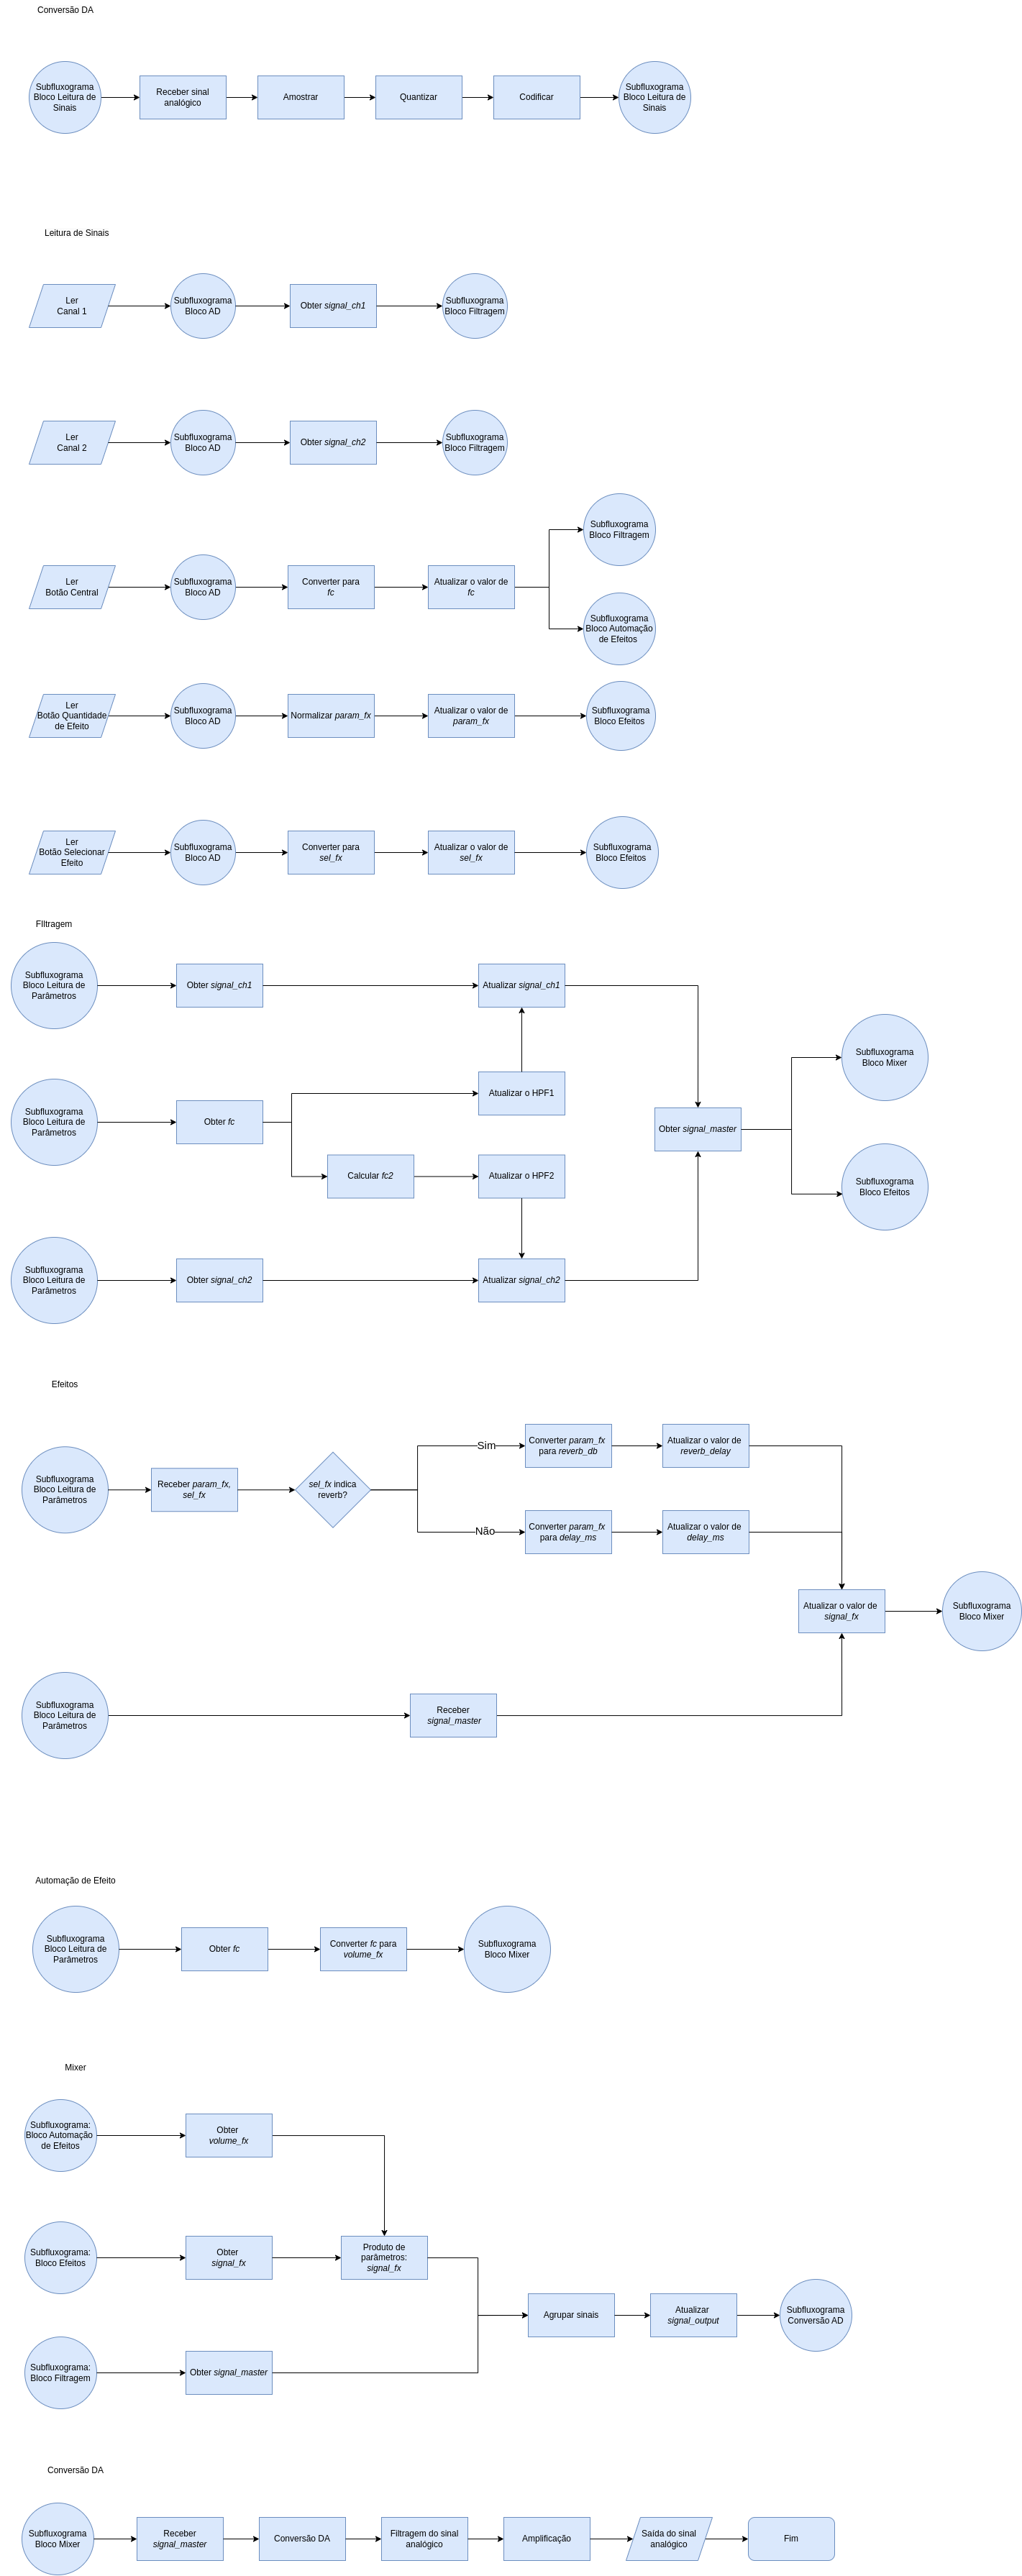 Conversão DA
Subfluxograma
Bloco Leitura de
Sinais
Receber sinal
analógico
Amostrar
Quantizar
Codificar
Subfluxograma
Bloco Leitura de
Sinais
Leitura de Sinais
Ler
Canal 1
Subfluxograma
Bloco AD
Obter signal_ch1
Subfluxograma
Bloco Filtragem
Ler
Canal 2
Subfluxograma
Bloco AD
Obter signal_ch2
Subfluxograma
Bloco Filtragem
Ler
Botão Central
Subfluxograma
Bloco AD
Converter para
fc
Atualizar o valor de
fc
Subfluxograma
Bloco Filtragem
Subfluxograma
Bloco Automação
de Efeitos
Ler
Botão Quantidade
de Efeito
Subfluxograma
Bloco AD
Normalizar param_fx
Atualizar o valor de
param_fx
Subfluxograma
Bloco Efeitos
Ler
Botão Selecionar
Efeito
Subfluxograma
Bloco AD
Converter para
sel_fx
Atualizar o valor de
sel_fx
Subfluxograma
Bloco Efeitos
FIltragem
Subfluxograma
Bloco Leitura de
Parâmetros
Obter signal_ch1
Atualizar signal_ch1
Subfluxograma
Bloco Leitura de
Parâmetros
Obter fc
Atualizar o HPF1
Calcular fc2
Atualizar o HPF2
Subfluxograma
Bloco Leitura de
Parâmetros
Obter signal_ch2
Atualizar signal_ch2
Obter signal_master
Subfluxograma
Bloco Mixer
Subfluxograma
Bloco Efeitos
Efeitos
Subfluxograma
Bloco Leitura de
Parâmetros
Receber param_fx,
sel_fx
sel_fx indica
reverb?
Sim
Converter param_fx
para reverb_db
Atualizar o valor de
reverb_delay
Não
Converter param_fx
para delay_ms
Atualizar o valor de
delay_ms
Atualizar o valor de
signal_fx
Subfluxograma
Bloco Mixer
Subfluxograma
Bloco Leitura de
Parâmetros
Receber
signal_master
Automação de Efeito
Subfluxograma
Bloco Leitura de
Parâmetros
Obter fc
Converter fc para
volume_fx
Subfluxograma
Bloco Mixer
Mixer
Subfluxograma:
Bloco Automação
de Efeitos
Obter
volume_fx
Subfluxograma:
Bloco Efeitos
Obter
signal_fx
Produto de
parâmetros:
signal_fx
Subfluxograma:
Bloco Filtragem
Obter signal_master
Agrupar sinais
Atualizar
signal_output
Subfluxograma
Conversão AD
Conversão DA
Subfluxograma
Bloco Mixer
Receber
signal_master
Conversão DA
Filtragem do sinal
analógico
Amplificação
Saída do sinal
analógico
Fim